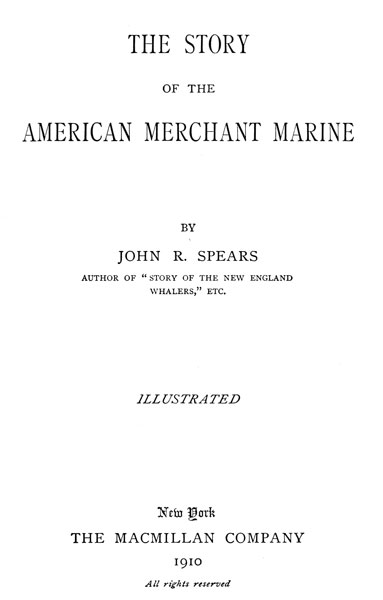 THE STORY
OF THE
AMERICAN MERCHANT MARINE
BY
JOHN R. SPEARS
AUTHOR OF "STORY OF THE NEW ENGLAND
WHALERS," ETC.
ILLUSTRATED
New York
THE MACMILLAN COMPANY
1910
All rights reserved